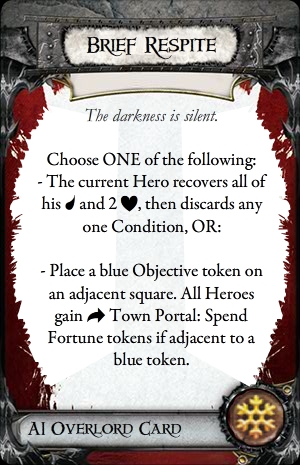 Brief Respite
The darkness is silent.
Choose ONE of the following:
- The current Hero recovers all of
his and 2 , then discards any
one Condition, OR:
- Place a blue Objective token on
an adjacent square. All Heroes
gain Town Portal: Spend
Fortune tokens if adjacent to a
blue token.
AI Overlord Card